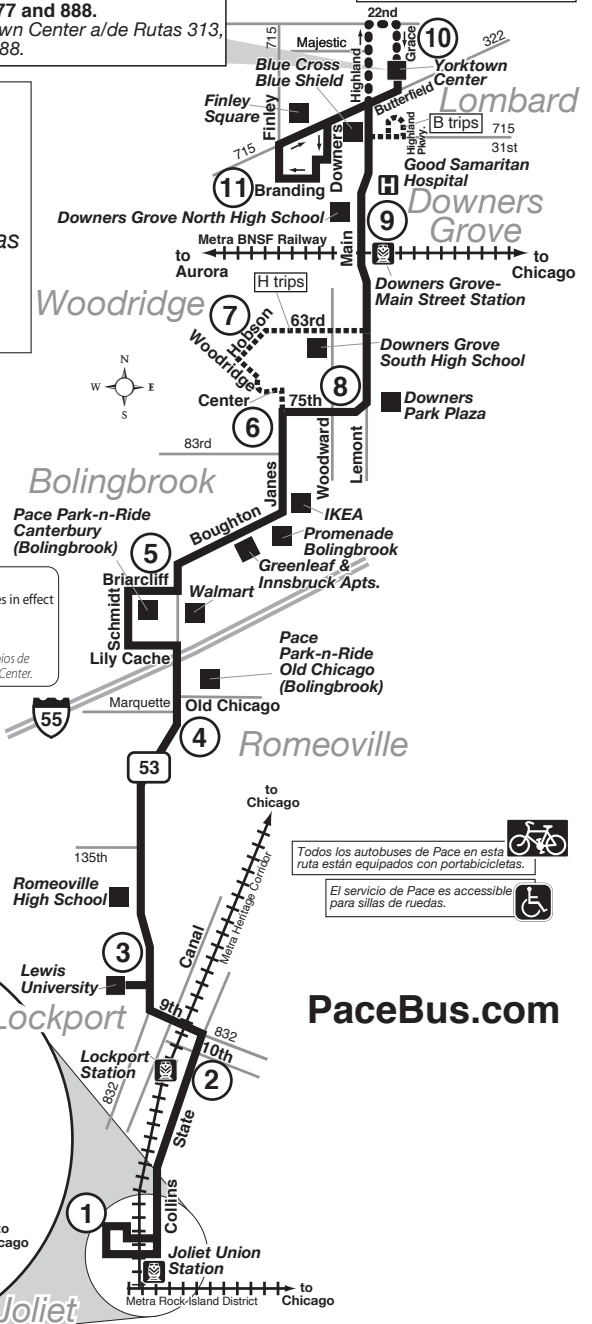 77 and 888.
wn Center a/de Rutas 313,
88.
22nd
715
Majestic
Highland
Grace
10
322
Blue Cross
Blue Shield
Yorktown
Center
Butterfield
Lombard
Finley
Square
Finley
Downers
Highland
Pkwy.
B trips
715
31st
715
Good Samaritan
Hospital
H
11
Branding
Downers Grove North High School
9
Downers
Grove
Metra BNSF Railway
Main
to
Aurora
to
Chicago
as
Downers Grove-
Main Street Station
H trips
Woodridge
7
Hobson
63rd
Woodridge
Downers Grove
South High School
N
W
E
S
Center
8
75th
Downers
Park Plaza
6
83rd
Woodward
Lemont
Janes
Bolingbrook
IKEA
Pace Park-n-Ride
Canterbury
(Bolingbrook)
Boughton
Promenade
Bolingbrook
5
Greenleaf &
Innsbruck Apts.
Briarcliff
es in effect
Walmart
Schmidt
Lily Cache
ios de
Center.
Pace
Park-n-Ride
Old Chicago
(Bolingbrook)
Marquette
Old Chicago
55
4
Romeoville
53
to
Chicago
135th
Todos los autobuses de Pace en esta
ruta están equipados con portabicicletas.
Romeoville
High School
El servicio de Pace es accessible
para sillas de ruedas.
Canal
Metra Heritage Corridor
3
Lewis
University
9th
Lockport
PaceBus.com
832
10th
Lockport
Station
832
2
State
1
Collins
to
cago
Joliet Union
Station
to
Chicago
Metra Rock Island District
Joliet